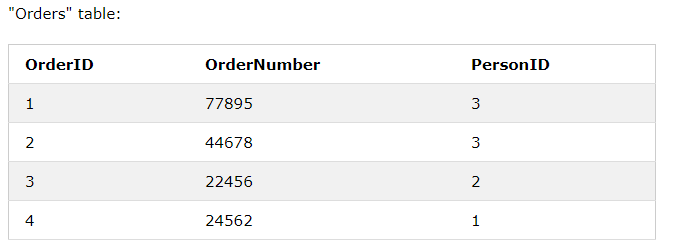 "Orders" table:
OrderID OrderNumber PersonID
1 77895 3
2 44678 3
3 22456 2
4 24562 1